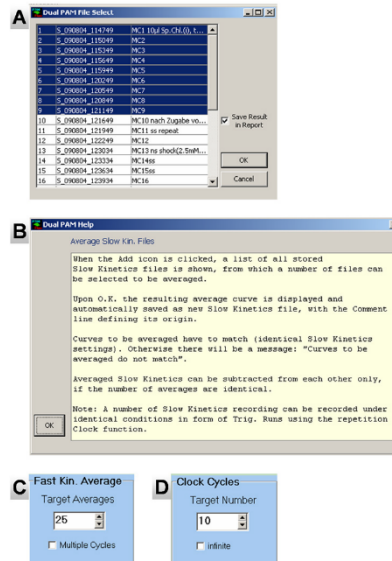 A
Dual PAM File Select
1 S_090804_114749 MC1 10µl Sp.Chl.(i), t...
2 S_090804_115049 MC2
3 S_090804_115349 MC3
4 S_090804_115649 MC4
5 S_090804_115949 MC5
6 S_090804_120249 MC6
7 S_090804_120549 MC7
8 S_090804_120849 MC8
9 S_090804_121149 MC9
10 S_090804_121649 MC10 nach Zugabe vo...
11 S_090804_121949 MC11 ss repeat
12 S_090804_122249 MC12
13 S_090804_123034 MC13 ns shock(2.5mM...
14 S_090804_123334 MC14ss
15 S_090804_123634 MC15ss
16 S_090804_123934 MC16
Save Result
in Report
OK
Cancel
B
Dual PAM Help
Average Slow Kin. Files
When the Add icon is clicked, a list of all stored
Slow Kinetics files is shown, from which a number of files can
be selected to be averaged.
Upon O.K. the resulting average curve is displayed and
automatically saved as new Slow Kinetics file, with the Comment
line defining its origin.
Curves to be averaged have to match (identical Slow Kinetics
settings). Otherwise there will be a message: "Curves to be
averaged do not match".
Averaged Slow Kinetics can be subtracted from each other only,
if the number of averages are identical.
Note: A number of Slow Kinetics recording can be recorded under
identical conditions in form of Trig. Runs using the repetition
Clock function.
OK
C
Fast Kin. Average
Target Averages
25
Multiple Cycles
D
Clock Cycles
Target Number
10
infinite